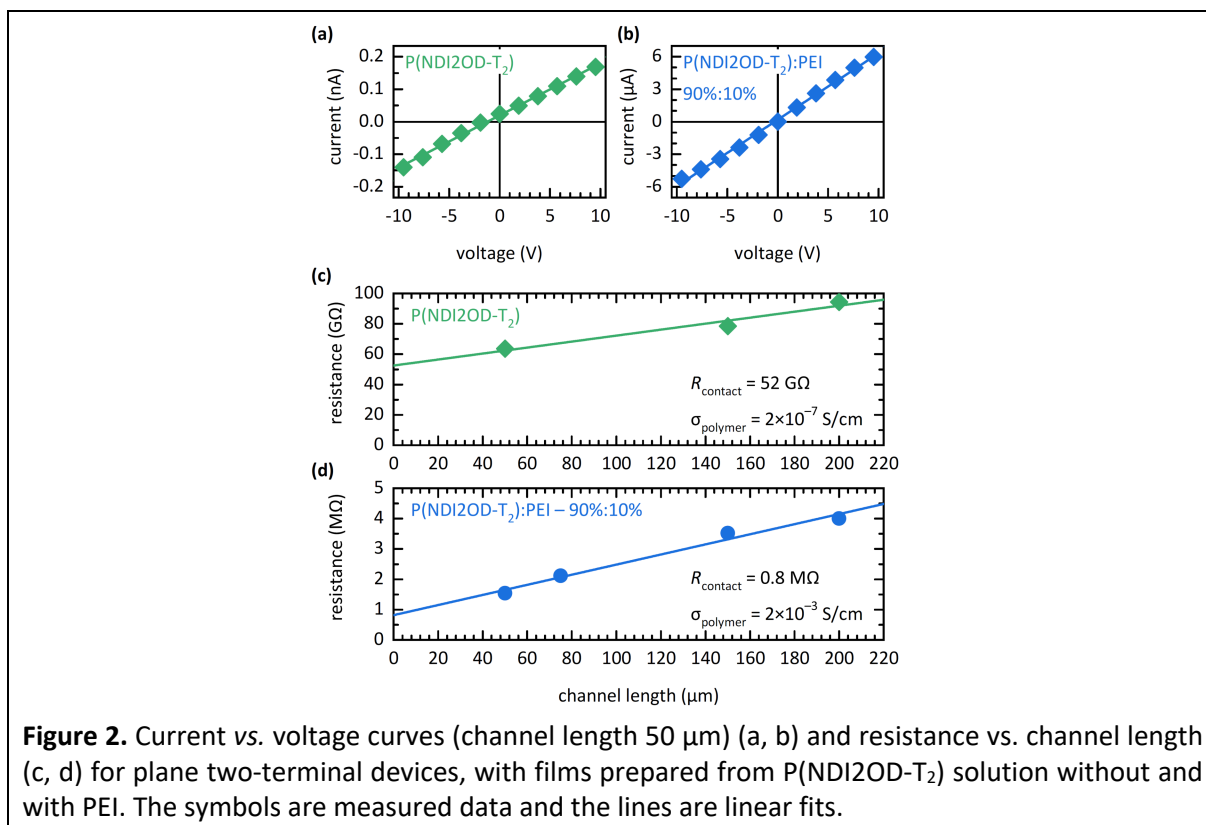 (a)
P(NDI2OD-T₂)
current (nA)
0.2
0.1
0.0
-0.1
-0.2
-10 -5 0 5 10
voltage (V)
(b)
P(NDI2OD-T₂):PEI
90%:10%
current (µA)
6
3
0
-3
-6
-10 -5 0 5 10
voltage (V)
(c)
P(NDI2OD-T₂)
resistance (GΩ)
100
80
60
40
20
0
R_contact = 52 GΩ
σ_polymer = 2×10⁻⁷ S/cm
0 20 40 60 80 100 120 140 160 180 200 220
(d)
P(NDI2OD-T₂):PEI – 90%:10%
resistance (MΩ)
5
4
3
2
1
0
R_contact = 0.8 MΩ
σ_polymer = 2×10⁻³ S/cm
0 20 40 60 80 100 120 140 160 180 200 220
channel length (µm)
Figure 2. Current vs. voltage curves (channel length 50 µm) (a, b) and resistance vs. channel length
(c, d) for plane two-terminal devices, with films prepared from P(NDI2OD-T₂) solution without and
with PEI. The symbols are measured data and the lines are linear fits.